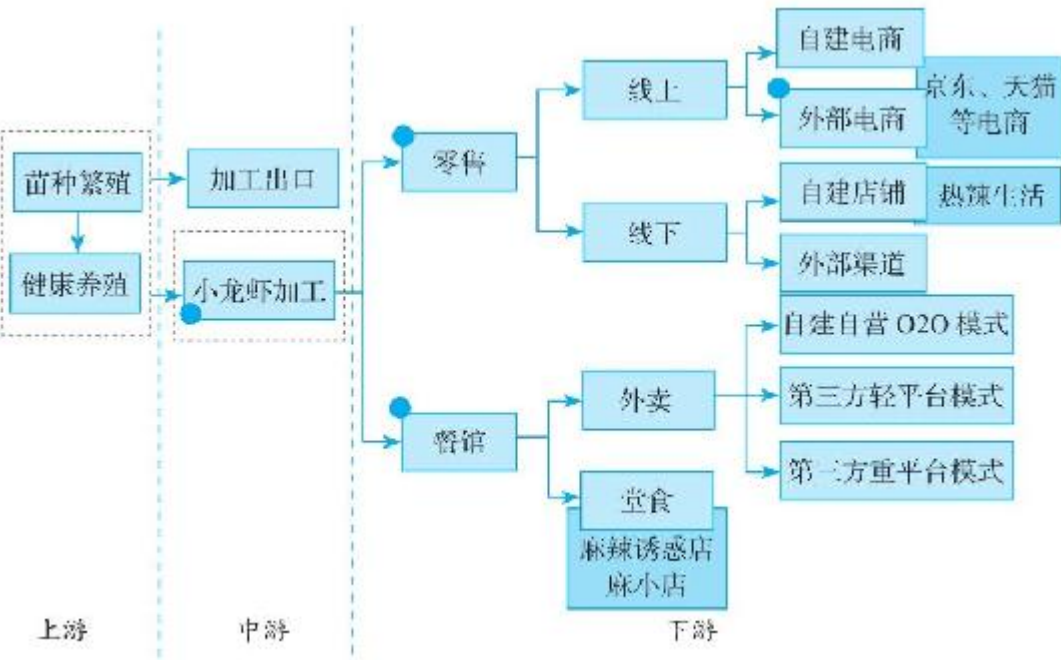 苗种繁殖
健康养殖
上游
加工出口
小龙虾加工
中游
零售
线上
自建电商
外部电商
京东、天猫
等电商
线下
自建店铺
热辣生活
外部渠道
餐馆
外卖
自建自营 O2O 模式
第三方轻平台模式
第三方重平台模式
堂食
麻辣诱惑店
麻小店
下游